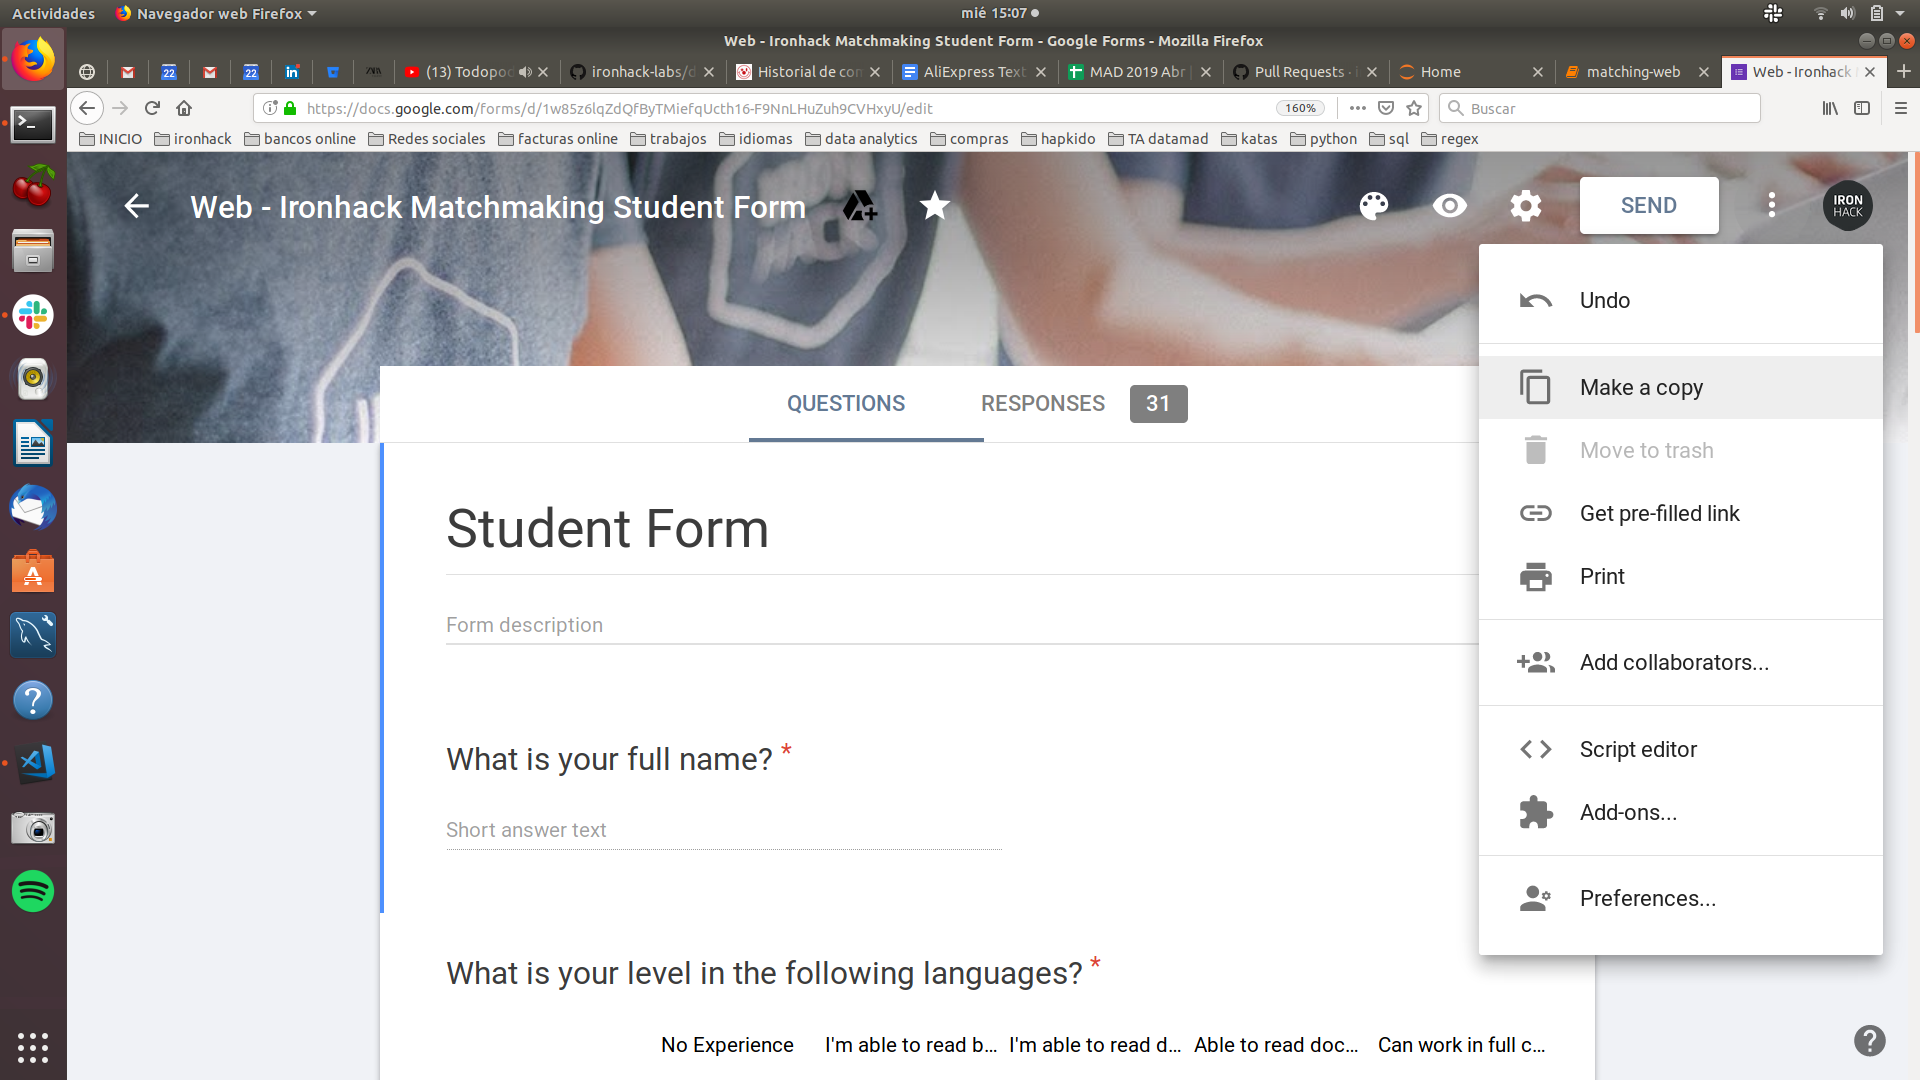 Actividades Navegador web Firefox mié 15:07
Web - Ironhack Matchmaking Student Form - Google Forms - Mozilla Firefox
22 22 (13) Todopod ironhack-labs/d Historial de con AliExpress Text MAD 2019 Abr Pull Requests · Home matching-web Web - Ironhack
https://docs.google.com/forms/d/1w85z6lqZdQfByTMiefqUcth16-F9NnLHuZuh9CVHxyU/edit 160% Buscar
INICIO ironhack bancos online Redes sociales facturas online trabajos idiomas data analytics compras hapkido TA datamad katas python sql regex
Web - Ironhack Matchmaking Student Form SEND IRON HACK
Undo
QUESTIONS RESPONSES 31 Make a copy
Move to trash
Student Form Get pre-filled link
Print
Form description
Add collaborators...
What is your full name? * Script editor
Short answer text Add-ons...
Preferences...
What is your level in the following languages? *
No Experience I'm able to read b... I'm able to read d... Able to read doc... Can work in full c...